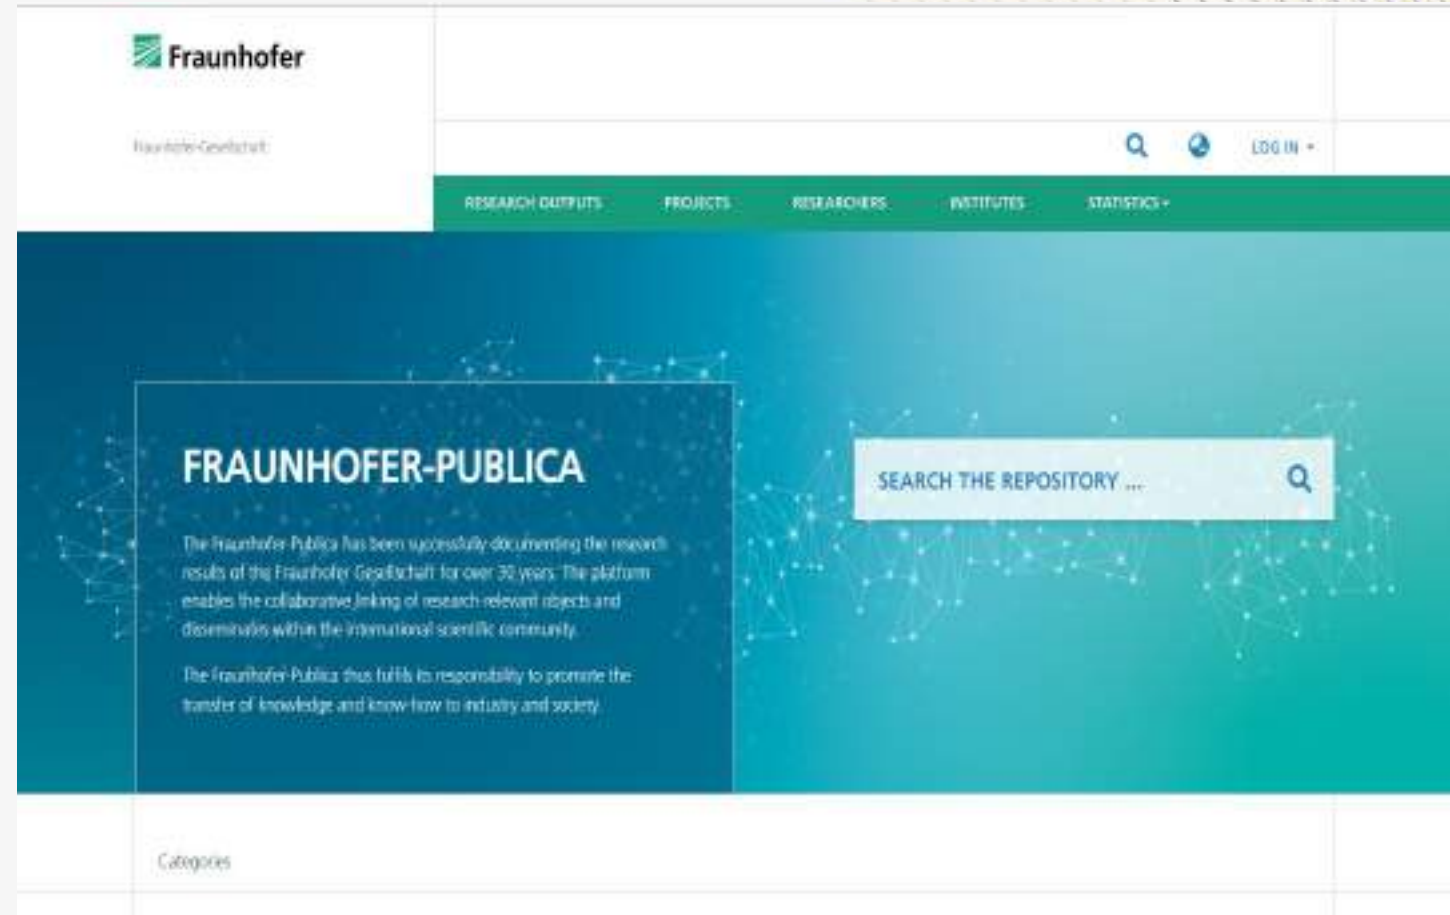 Fraunhofer
Fraunhofer-Gesellschaft
LOG IN
RESEARCH OUTPUTS PROJECTS RESEARCHERS INSTITUTES STATISTICS
FRAUNHOFER-PUBLICA
SEARCH THE REPOSITORY ...
The Fraunhofer-Publica has been successfully documenting the research
results of the Fraunhofer Gesellschaft for over 30 years. The platform
enables the collaborative linking of research relevant objects and
disseminates within the international scientific community.
The Fraunhofer-Publica thus fulfils its responsibility to promote the
transfer of knowledge and know-how to industry and society.
Categories